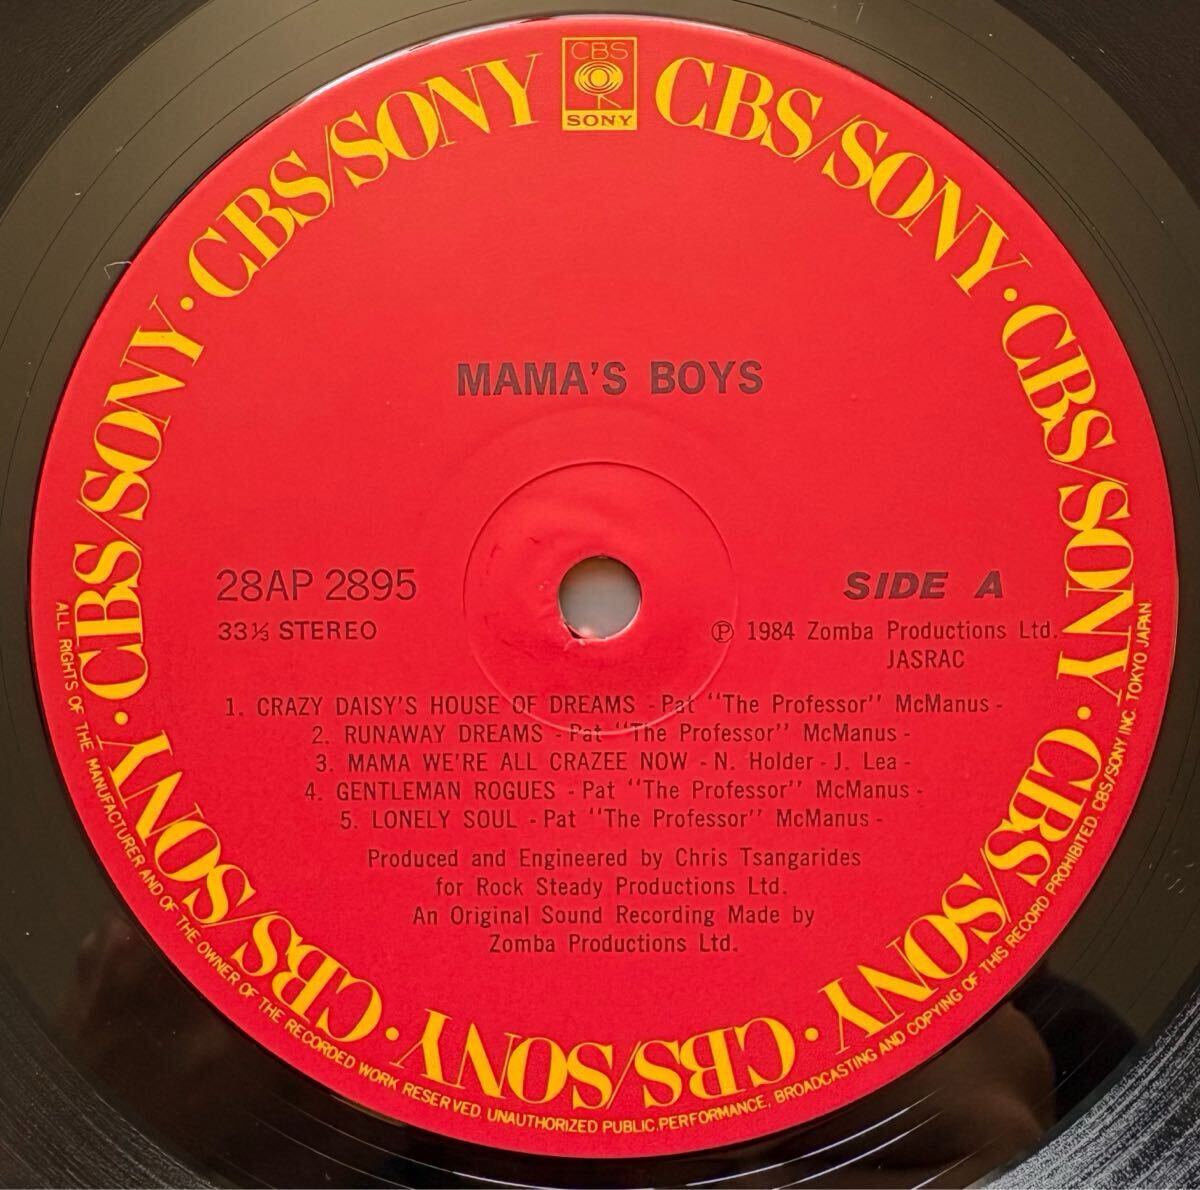 CBS
SONY
CBS/SONY · CBS/SONY · CBS/SONY · CBS/SONY · CBS/SONY · CBS/SONY · CBS/SONY · CBS/SONY · CBS/SONY
MAMA'S BOYS
28AP 2895
33⅓ STEREO
SIDE A
Ⓟ 1984 Zomba Productions Ltd.
JASRAC
1. CRAZY DAISY'S HOUSE OF DREAMS - Pat "The Professor" McManus -
2. RUNAWAY DREAMS - Pat "The Professor" McManus -
3. MAMA WE'RE ALL CRAZEE NOW - N. Holder - J. Lea -
4. GENTLEMAN ROGUES - Pat "The Professor" McManus -
5. LONELY SOUL - Pat "The Professor" McManus -
Produced and Engineered by Chris Tsangarides
for Rock Steady Productions Ltd.
An Original Sound Recording Made by
Zomba Productions Ltd.
ALL RIGHTS OF THE MANUFACTURER AND OF THE OWNER OF THE RECORDED WORK RESERVED. UNAUTHORIZED PUBLIC PERFORMANCE, BROADCASTING AND COPYING OF THIS RECORD PROHIBITED. CBS/SONY INC. TOKYO JAPAN